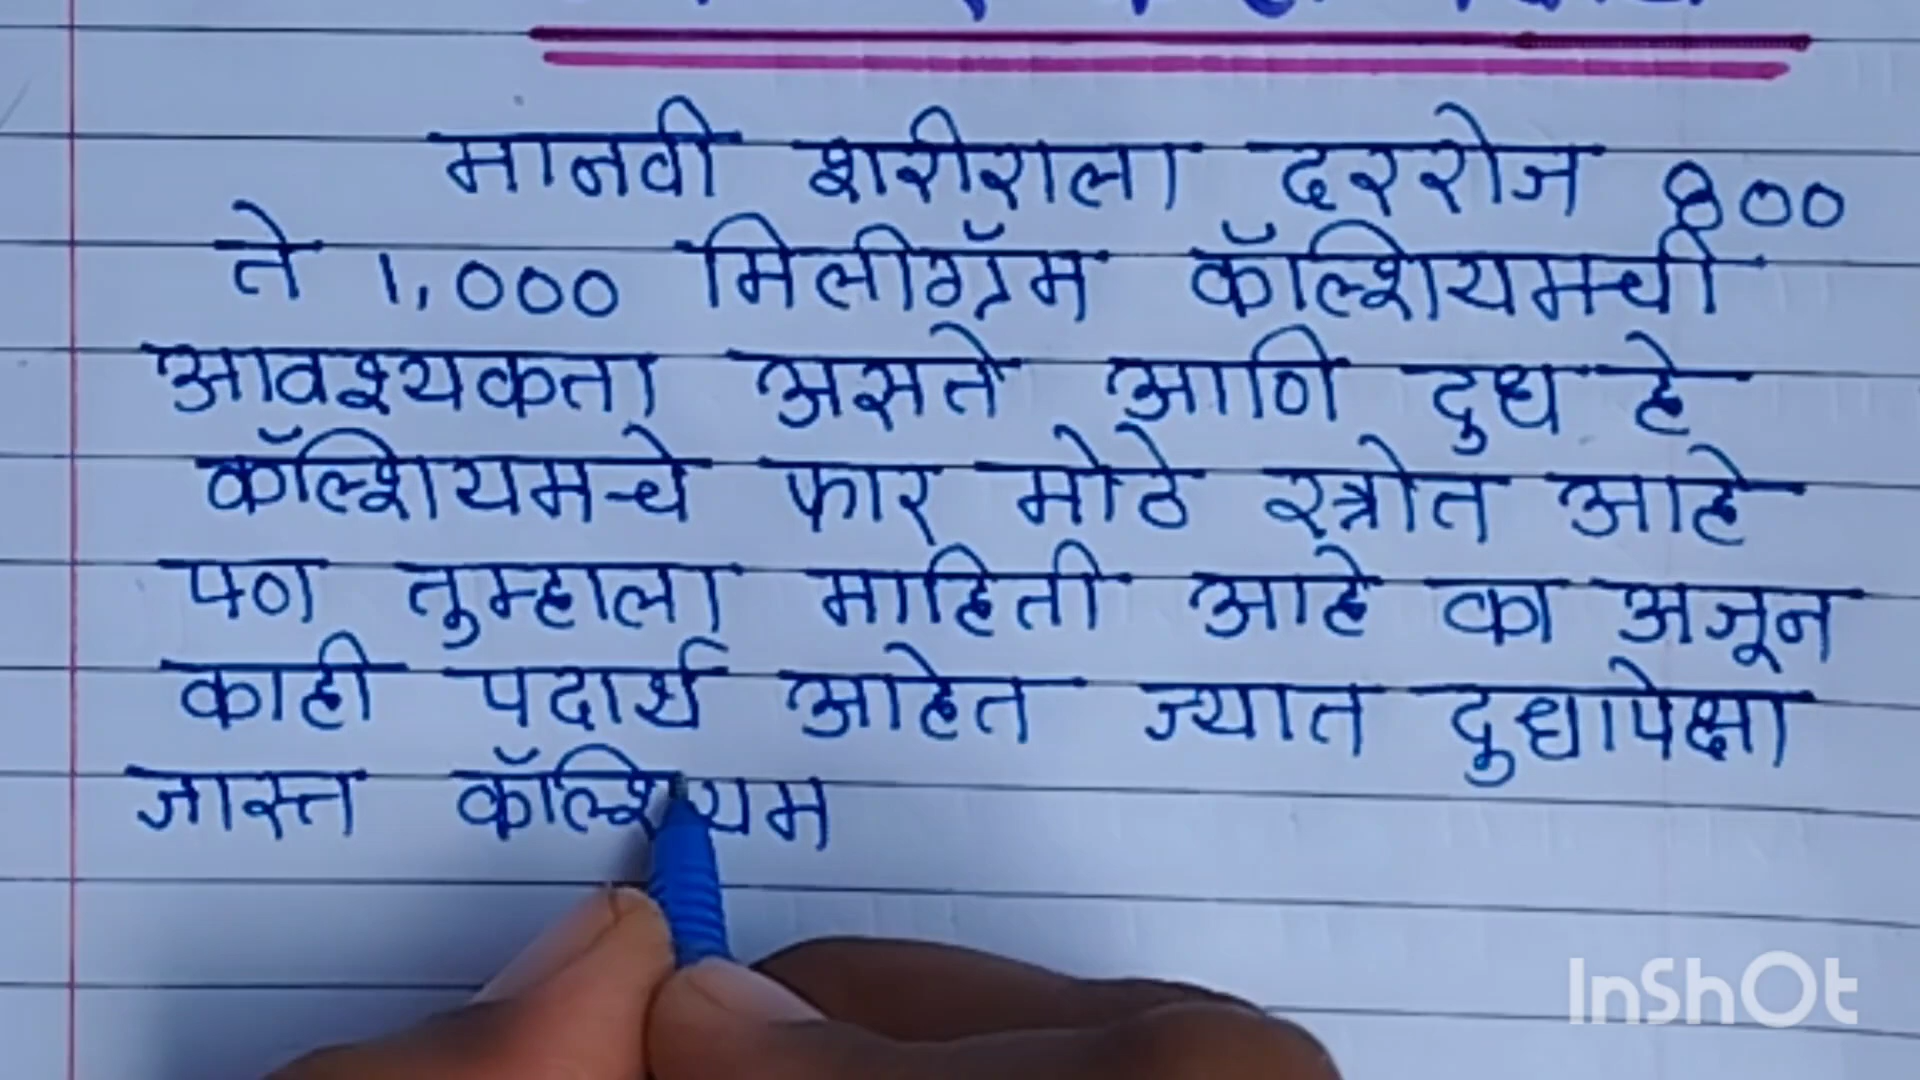 मानवी शरीराला दररोज 800
ते 1,000 मिलीग्रॅम कॅल्शियमची
आवश्यकता असते आणि दुध हे
कॅल्शियमचे फार मोठे स्त्रोत आहे
पण तुम्हाला माहिती आहे का अजून
काही पदार्थ आहेत ज्यात दुधापेक्षा
जास्त कॅल्शियम
InShOt